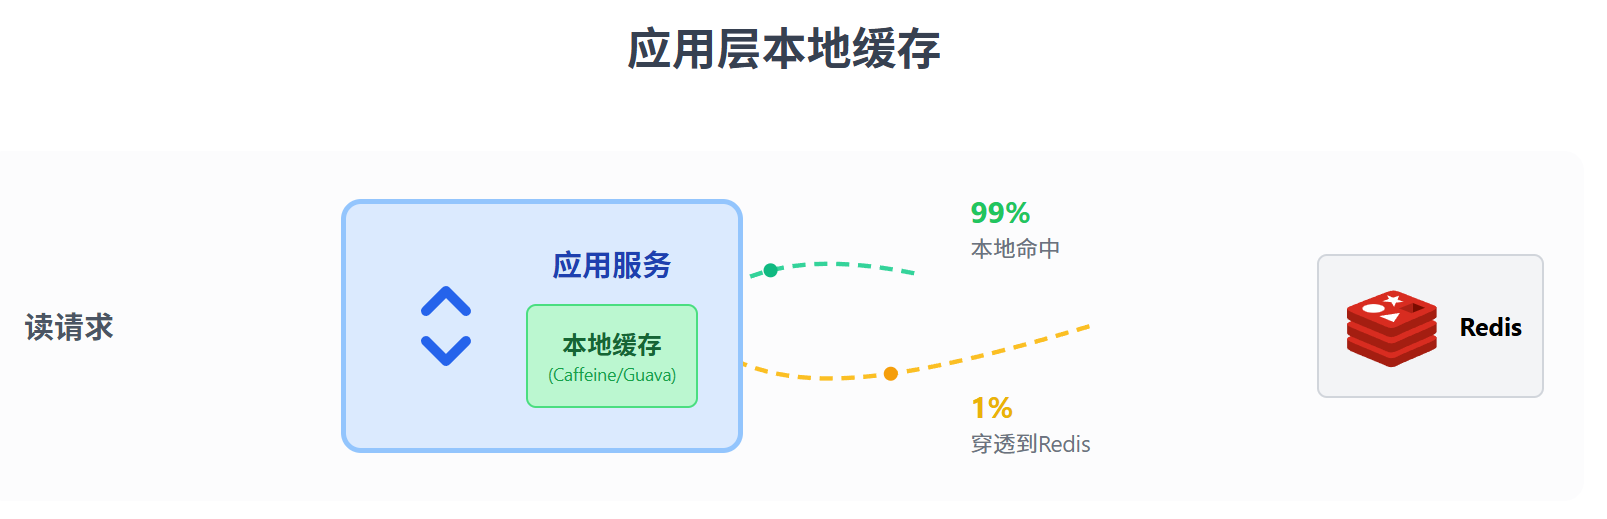 应用层本地缓存
读请求
应用服务
本地缓存
(Caffeine/Guava)
99%
本地命中
1%
穿透到Redis
Redis